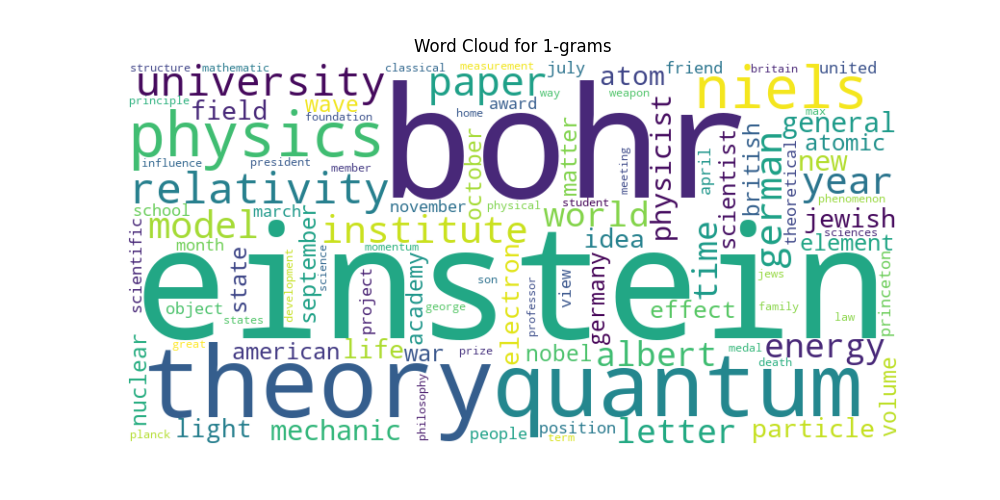 Word Cloud for 1-grams
structure mathematic classical measurement july friend britain united
university paper way atom weapon niels
principle field wave award max
foundation home general
physics bohr october matter physicist april scientist british german theoretical atomic
influence president member meeting new
relativity november physical student year phenomenon
school march world jewish
scientific model institute idea sciences
month state september science momentum academy electron view germany time element princeton
einstein
development project son professor jews
object george effect family
states law
great american life war prize nobel albert medal energy
nuclear death volume
theory quantum
philosophy
planck light mechanic people position letter particle
term